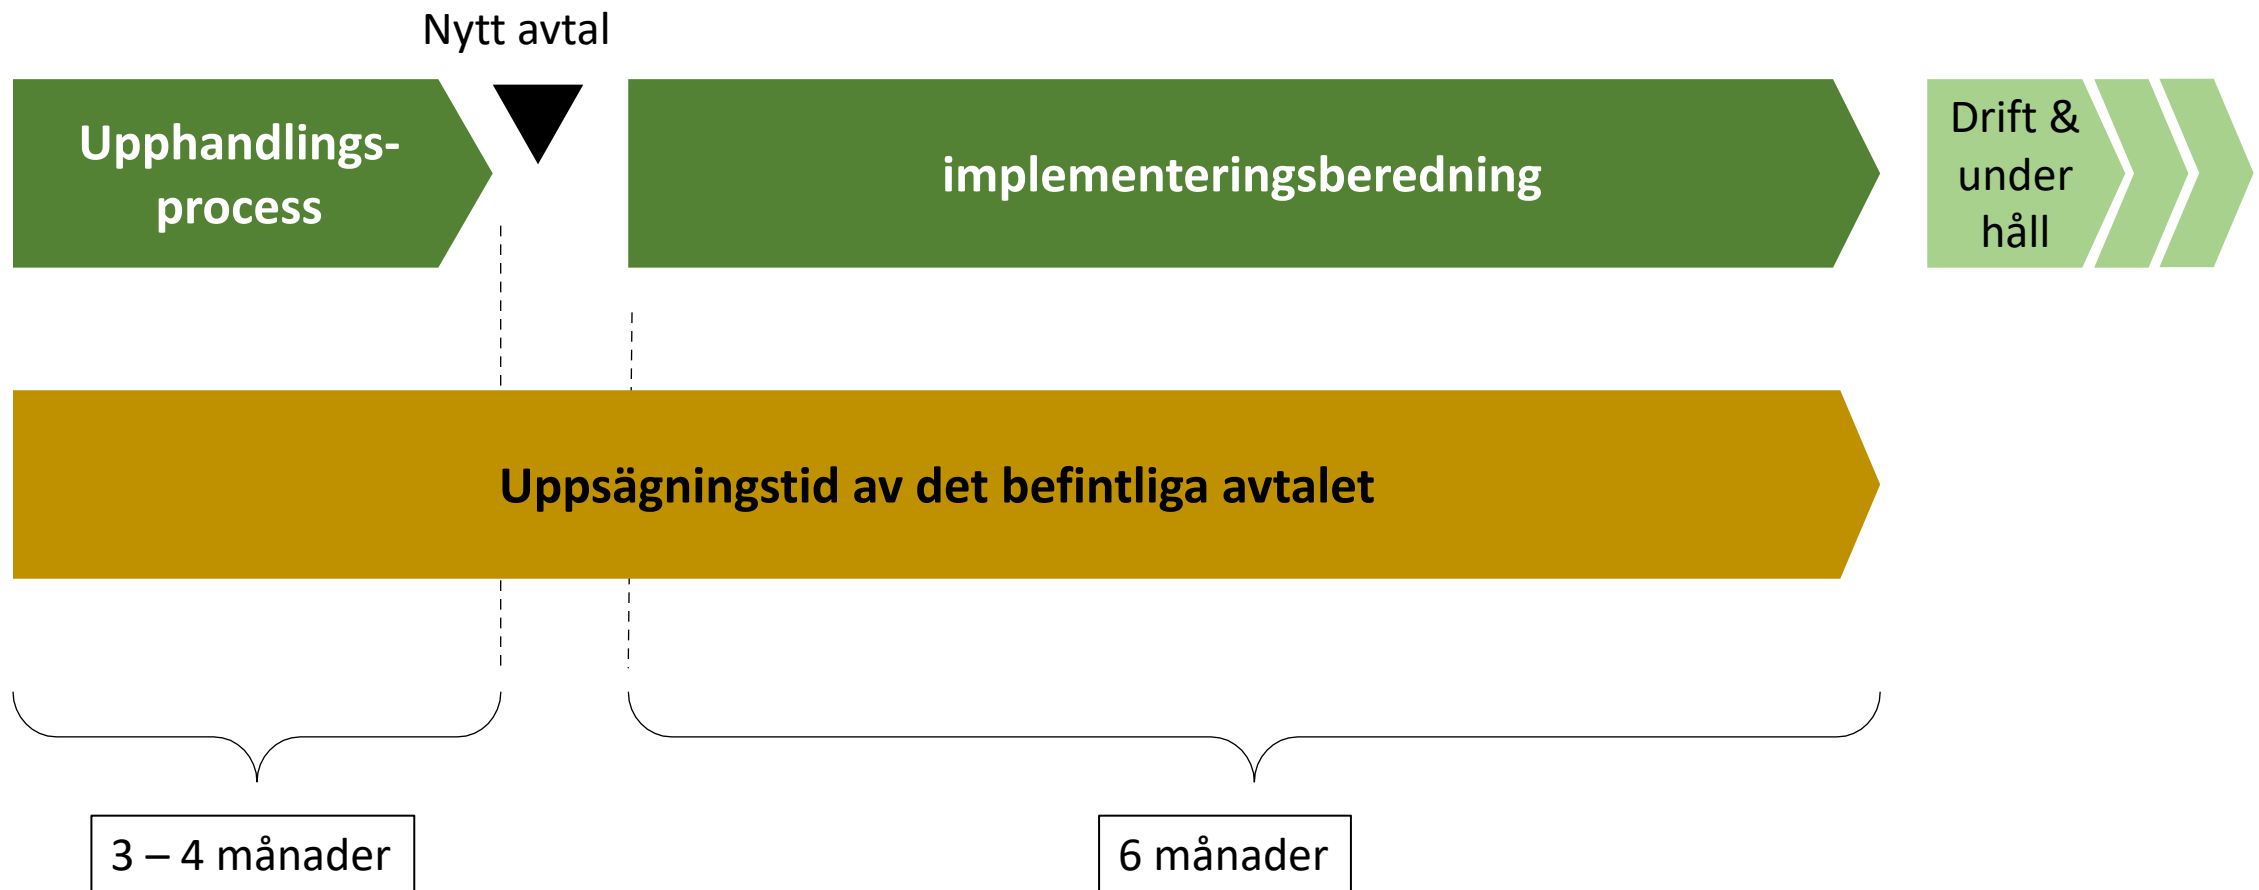 Nytt avtal
Upphandlings-
process
implementeringsberedning
Drift &
under
håll
Uppsägningstid av det befintliga avtalet
3 – 4 månader
6 månader